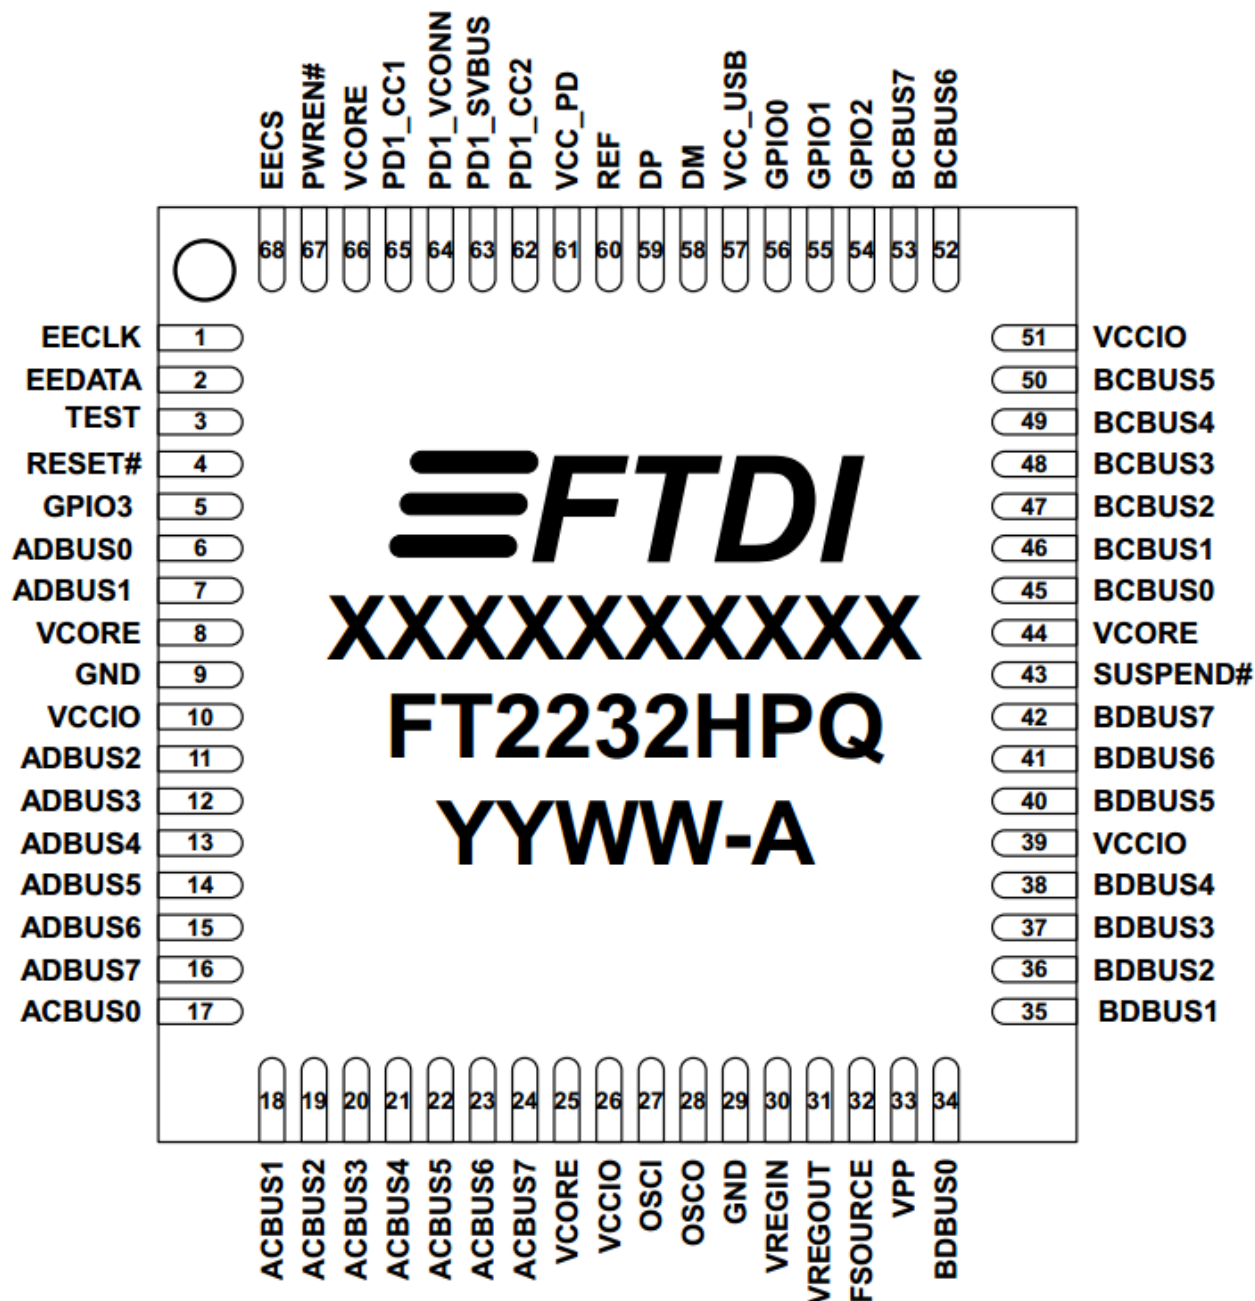 EECS
PWREN#
VCORE
PD1_CC1
PD1_VCONN
PD1_SVBUS
PD1_CC2
VCC_PD
REF
DP
DM
VCC_USB
GPIO0
GPIO1
GPIO2
BCBUS7
BCBUS6
68 67 66 65 64 63 62 61 60 59 58 57 56 55 54 53 52
EECLK 1
EEDATA 2
TEST 3
RESET# 4
GPIO3 5
ADBUS0 6
ADBUS1 7
VCORE 8
GND 9
VCCIO 10
ADBUS2 11
ADBUS3 12
ADBUS4 13
ADBUS5 14
ADBUS6 15
ADBUS7 16
ACBUS0 17
FTDI
XXXXXXXXXX
FT2232HPQ
YYWW-A
51 VCCIO
50 BCBUS5
49 BCBUS4
48 BCBUS3
47 BCBUS2
46 BCBUS1
45 BCBUS0
44 VCORE
43 SUSPEND#
42 BDBUS7
41 BDBUS6
40 BDBUS5
39 VCCIO
38 BDBUS4
37 BDBUS3
36 BDBUS2
35 BDBUS1
18 19 20 21 22 23 24 25 26 27 28 29 30 31 32 33 34
ACBUS1
ACBUS2
ACBUS3
ACBUS4
ACBUS5
ACBUS6
ACBUS7
VCORE
VCCIO
OSCI
OSCO
GND
VREGIN
VREGOUT
FSOURCE
VPP
BDBUS0